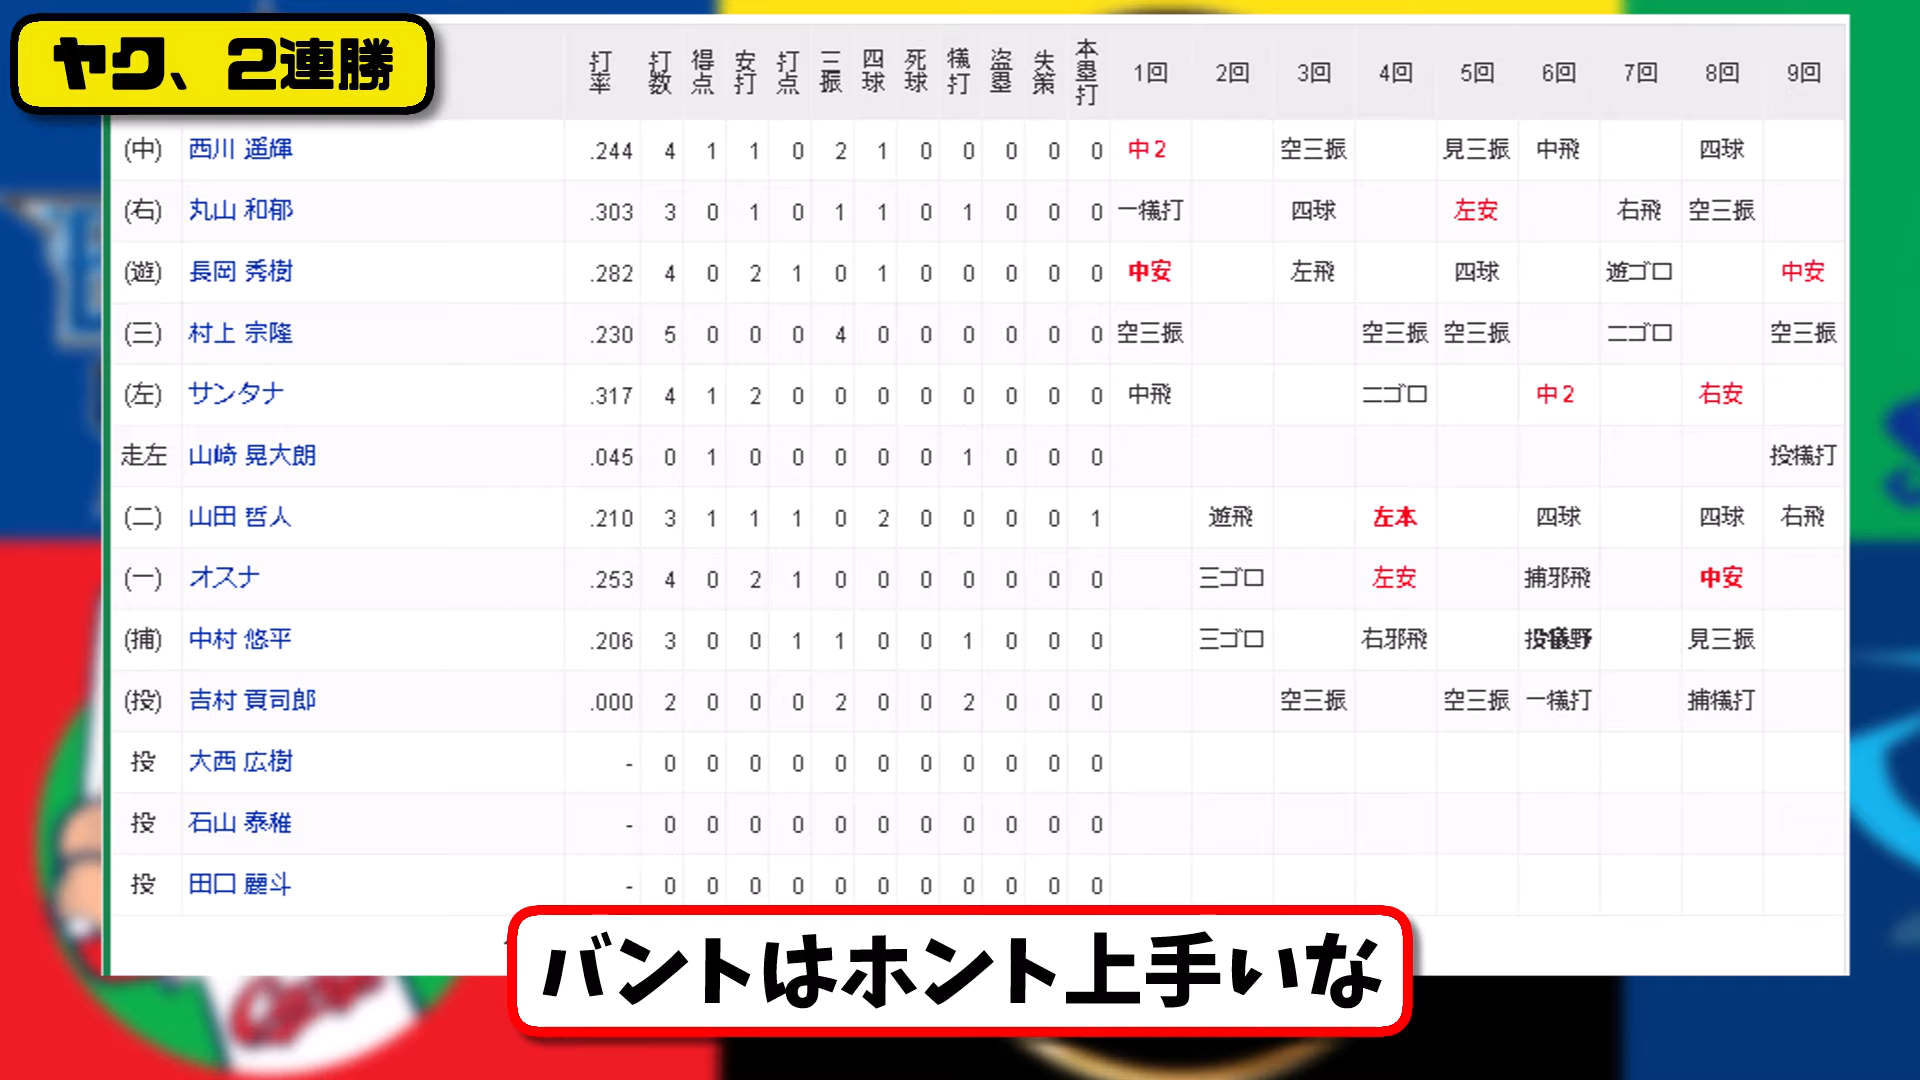 ヤク、2連勝
打率 打数 得点 安打 打点 三振 四球 死球 犠打 盗塁 失策 本塁打 1回 2回 3回 4回 5回 6回 7回 8回 9回
(中) 西川 遥輝 .244 4 1 1 0 2 1 0 0 0 0 0 中2 空三振 見三振 中飛 四球
(右) 丸山 和郁 .303 3 0 1 0 1 1 0 1 0 0 0 一犠打 四球 左安 右飛 空三振
(遊) 長岡 秀樹 .282 4 0 2 1 0 1 0 0 0 0 0 中安 左飛 四球 遊ゴロ 中安
(三) 村上 宗隆 .230 5 0 0 0 4 0 0 0 0 0 0 空三振 空三振 空三振 二ゴロ 空三振
(左) サンタナ .317 4 1 2 0 0 0 0 0 0 0 0 中飛 二ゴロ 中2 右安
走左 山崎 晃大朗 .045 0 1 0 0 0 0 0 1 0 0 0 投犠打
(二) 山田 哲人 .210 3 1 1 1 0 2 0 0 0 0 1 遊飛 左本 四球 四球 右飛
(一) オスナ .253 4 0 2 1 0 0 0 0 0 0 0 三ゴロ 左安 捕邪飛 中安
(捕) 中村 悠平 .206 3 0 0 1 1 0 0 1 0 0 0 三ゴロ 右邪飛 投犠野 見三振
(投) 吉村 貢司郎 .000 2 0 0 0 2 0 0 2 0 0 0 空三振 空三振 一犠打 捕犠打
投 大西 広樹 - 0 0 0 0 0 0 0 0 0 0 0
投 石山 泰稚 - 0 0 0 0 0 0 0 0 0 0 0
投 田口 麗斗 - 0 0 0 0 0 0 0 0 0 0 0
バントはホント上手いな